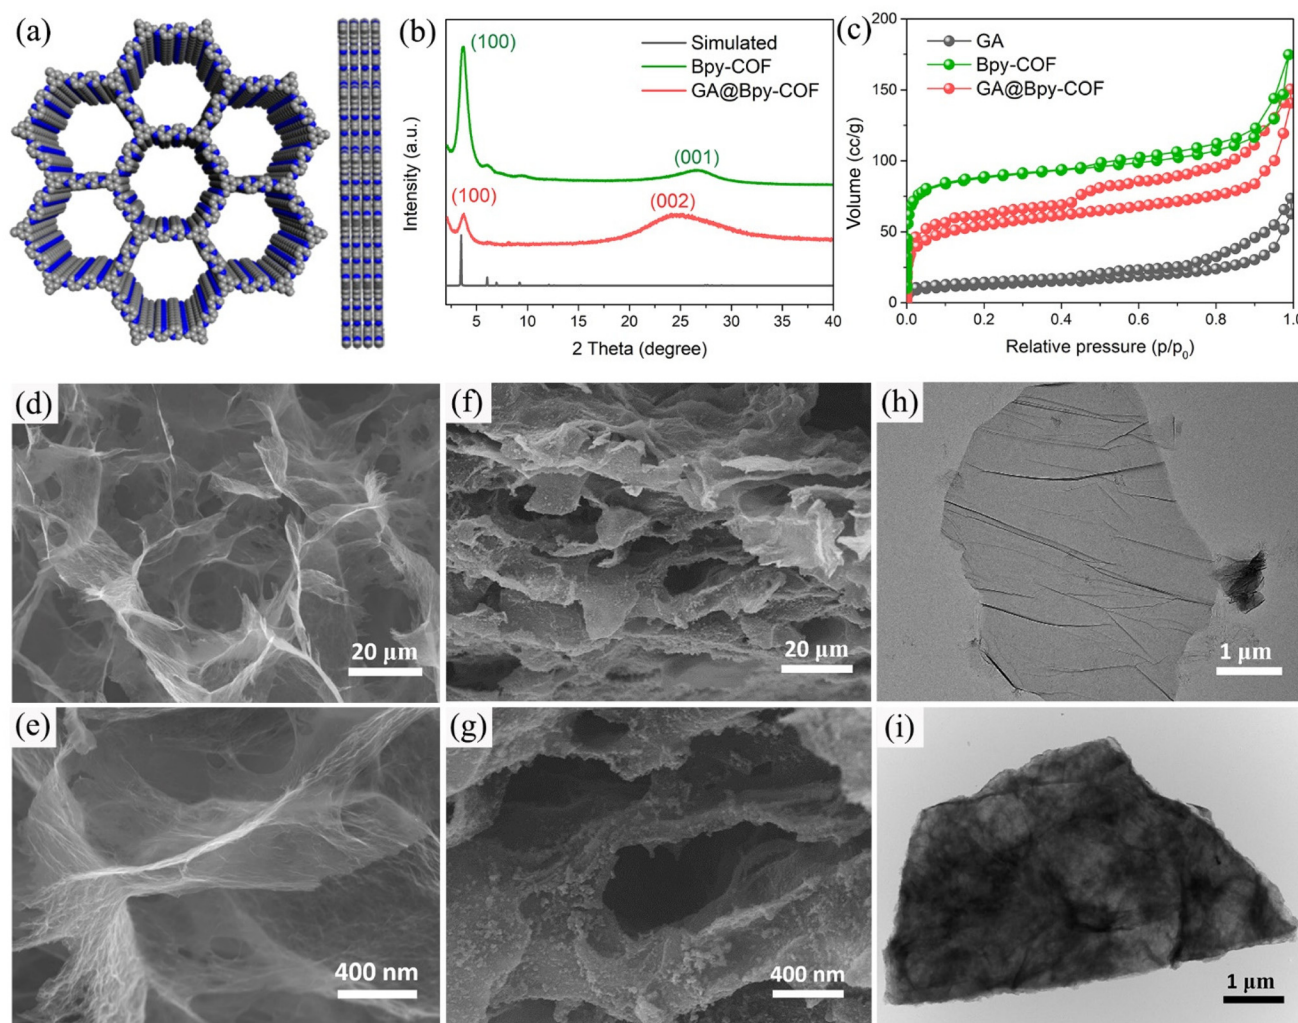 (a)
(b)
(100)
Simulated
Bpy-COF
GA@Bpy-COF
(001)
(100)
(002)
Intensity (a.u.)
5 10 15 20 25 30 35 40
2 Theta (degree)
(c)
200
150
100
50
0
GA
Bpy-COF
GA@Bpy-COF
Volume (cc/g)
0.0 0.2 0.4 0.6 0.8 1.0
Relative pressure (p/p₀)
(d)
20 μm
(f)
20 μm
(h)
1 μm
(e)
400 nm
(g)
400 nm
(i)
1 μm